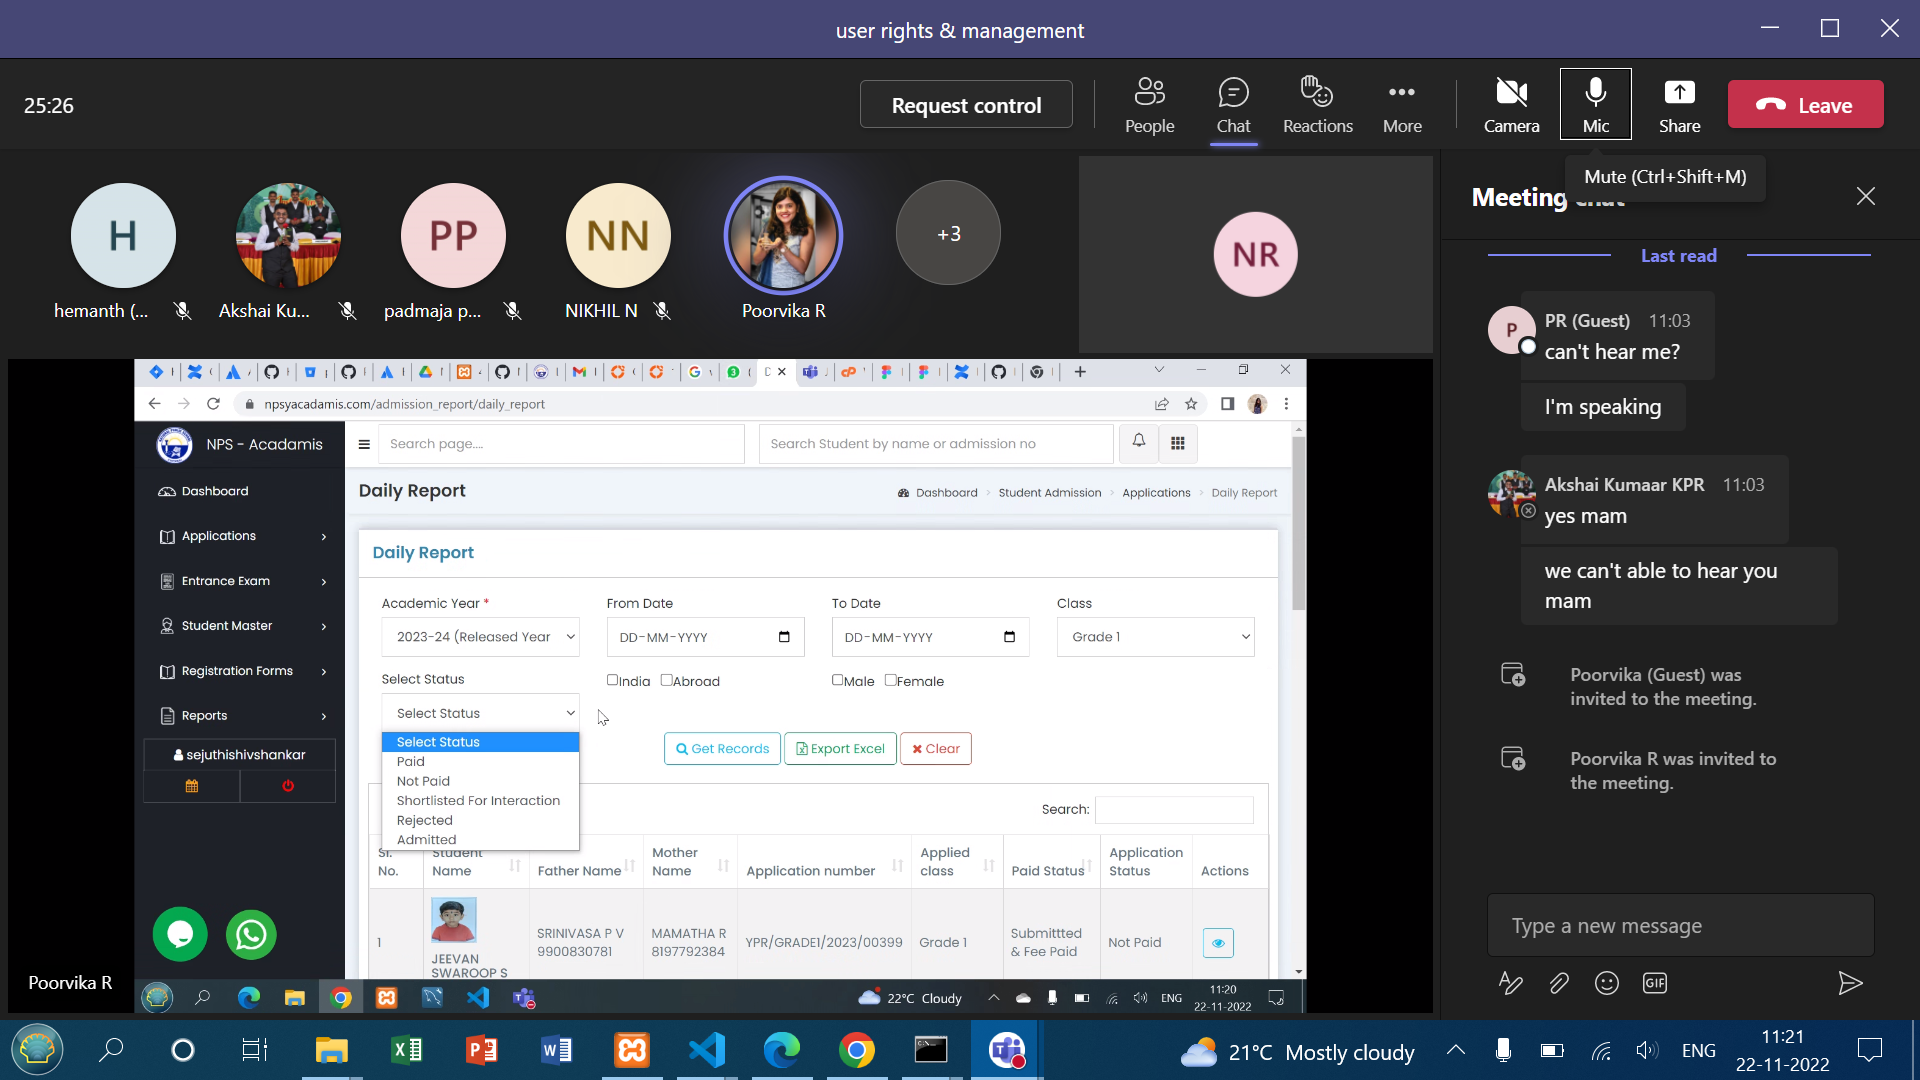 user rights & management
25:26
Request control
People
Chat
Reactions
More
Camera
Mic
Share
Leave
Mute (Ctrl+Shift+M)
H
PP
NN
+3
NR
hemanth (...
Akshai Ku...
padmaja p...
NIKHIL N
Poorvika R
Meeting
Last read
P
PR (Guest) 11:03
can't hear me?
I'm speaking
Akshai Kumaar KPR 11:03
yes mam
we can't able to hear you
mam
Poorvika (Guest) was
invited to the meeting.
Poorvika R was invited to
the meeting.
Type a new message
GIF
npsyacadamis.com/admission_report/daily_report
NPS - Acadamis
Search page....
Search Student by name or admission no
Dashboard
Applications
Entrance Exam
Student Master
Registration Forms
Reports
sejuthishivshankar
Daily Report
Dashboard > Student Admission > Applications > Daily Report
Daily Report
Academic Year *
From Date
To Date
Class
2023-24 (Released Year
DD-MM-YYYY
DD-MM-YYYY
Grade 1
Select Status
India
Abroad
Male
Female
Select Status
Select Status
Paid
Not Paid
Shortlisted For Interaction
Rejected
Admitted
Get Records
Export Excel
Clear
Search:
Sl. No.
Student Name
Father Name
Mother Name
Application number
Applied class
Paid Status
Application Status
Actions
1
JEEVAN
SWAROOP S
SRINIVASA P V
9900830781
MAMATHA R
8197792384
YPR/GRADE1/2023/00399
Grade 1
Submittted
& Fee Paid
Not Paid
Poorvika R
22°C Cloudy
ENG
11:20
22-11-2022
21°C Mostly cloudy
ENG
11:21
22-11-2022